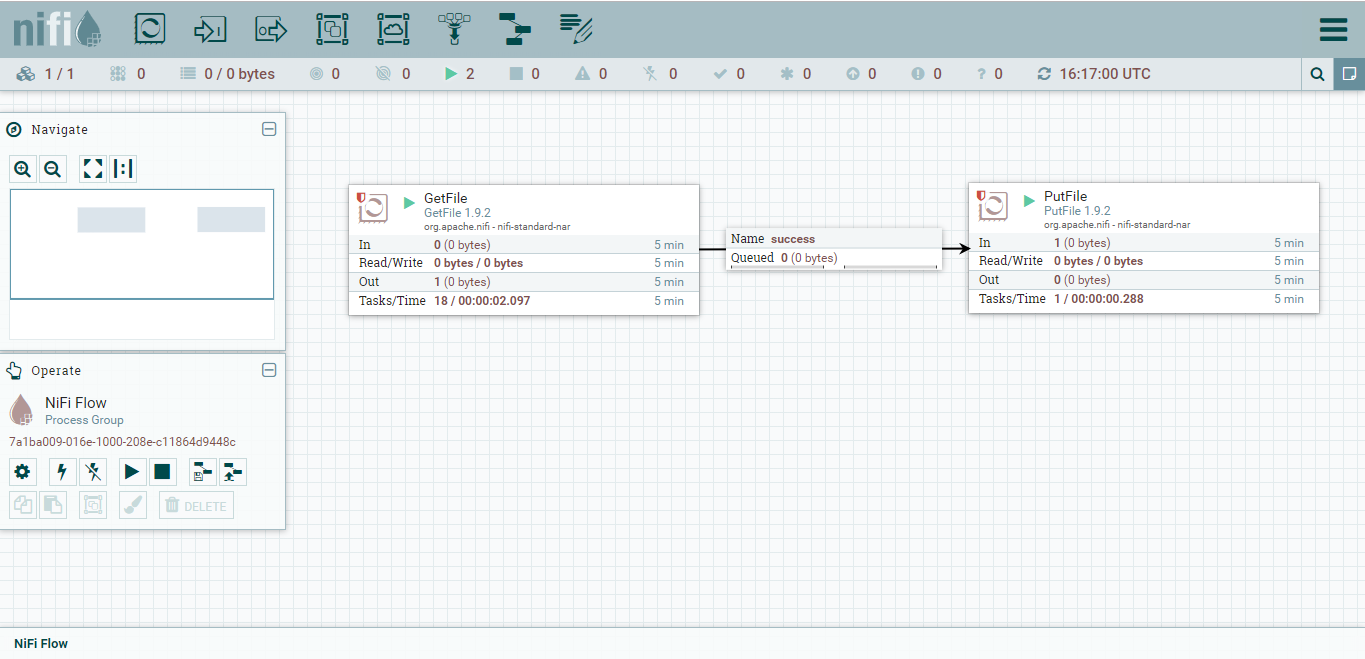 nifi
1 / 1 0 0 / 0 bytes 0 0 2 0 0 0 0 0 0 0 ? 0 16:17:00 UTC
Navigate
Operate
NiFi Flow
Process Group
7a1ba009-016e-1000-208e-c11864d9448c
DELETE
GetFile
GetFile 1.9.2
org.apache.nifi - nifi-standard-nar
In 0 (0 bytes) 5 min
Read/Write 0 bytes / 0 bytes 5 min
Out 1 (0 bytes) 5 min
Tasks/Time 18 / 00:00:02.097 5 min
Name success
Queued 0 (0 bytes)
PutFile
PutFile 1.9.2
org.apache.nifi - nifi-standard-nar
In 1 (0 bytes) 5 min
Read/Write 0 bytes / 0 bytes 5 min
Out 0 (0 bytes) 5 min
Tasks/Time 1 / 00:00:00.288 5 min
NiFi Flow